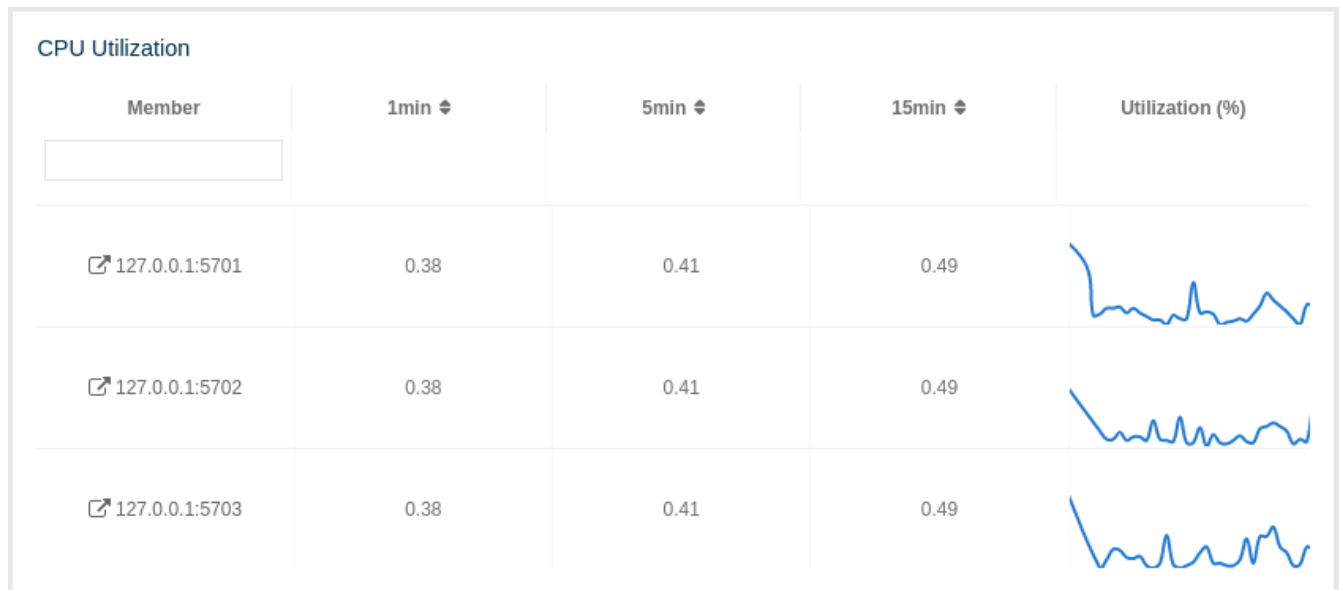 CPU Utilization
Member 1min 5min 15min Utilization (%)
127.0.0.1:5701 0.38 0.41 0.49
127.0.0.1:5702 0.38 0.41 0.49
127.0.0.1:5703 0.38 0.41 0.49